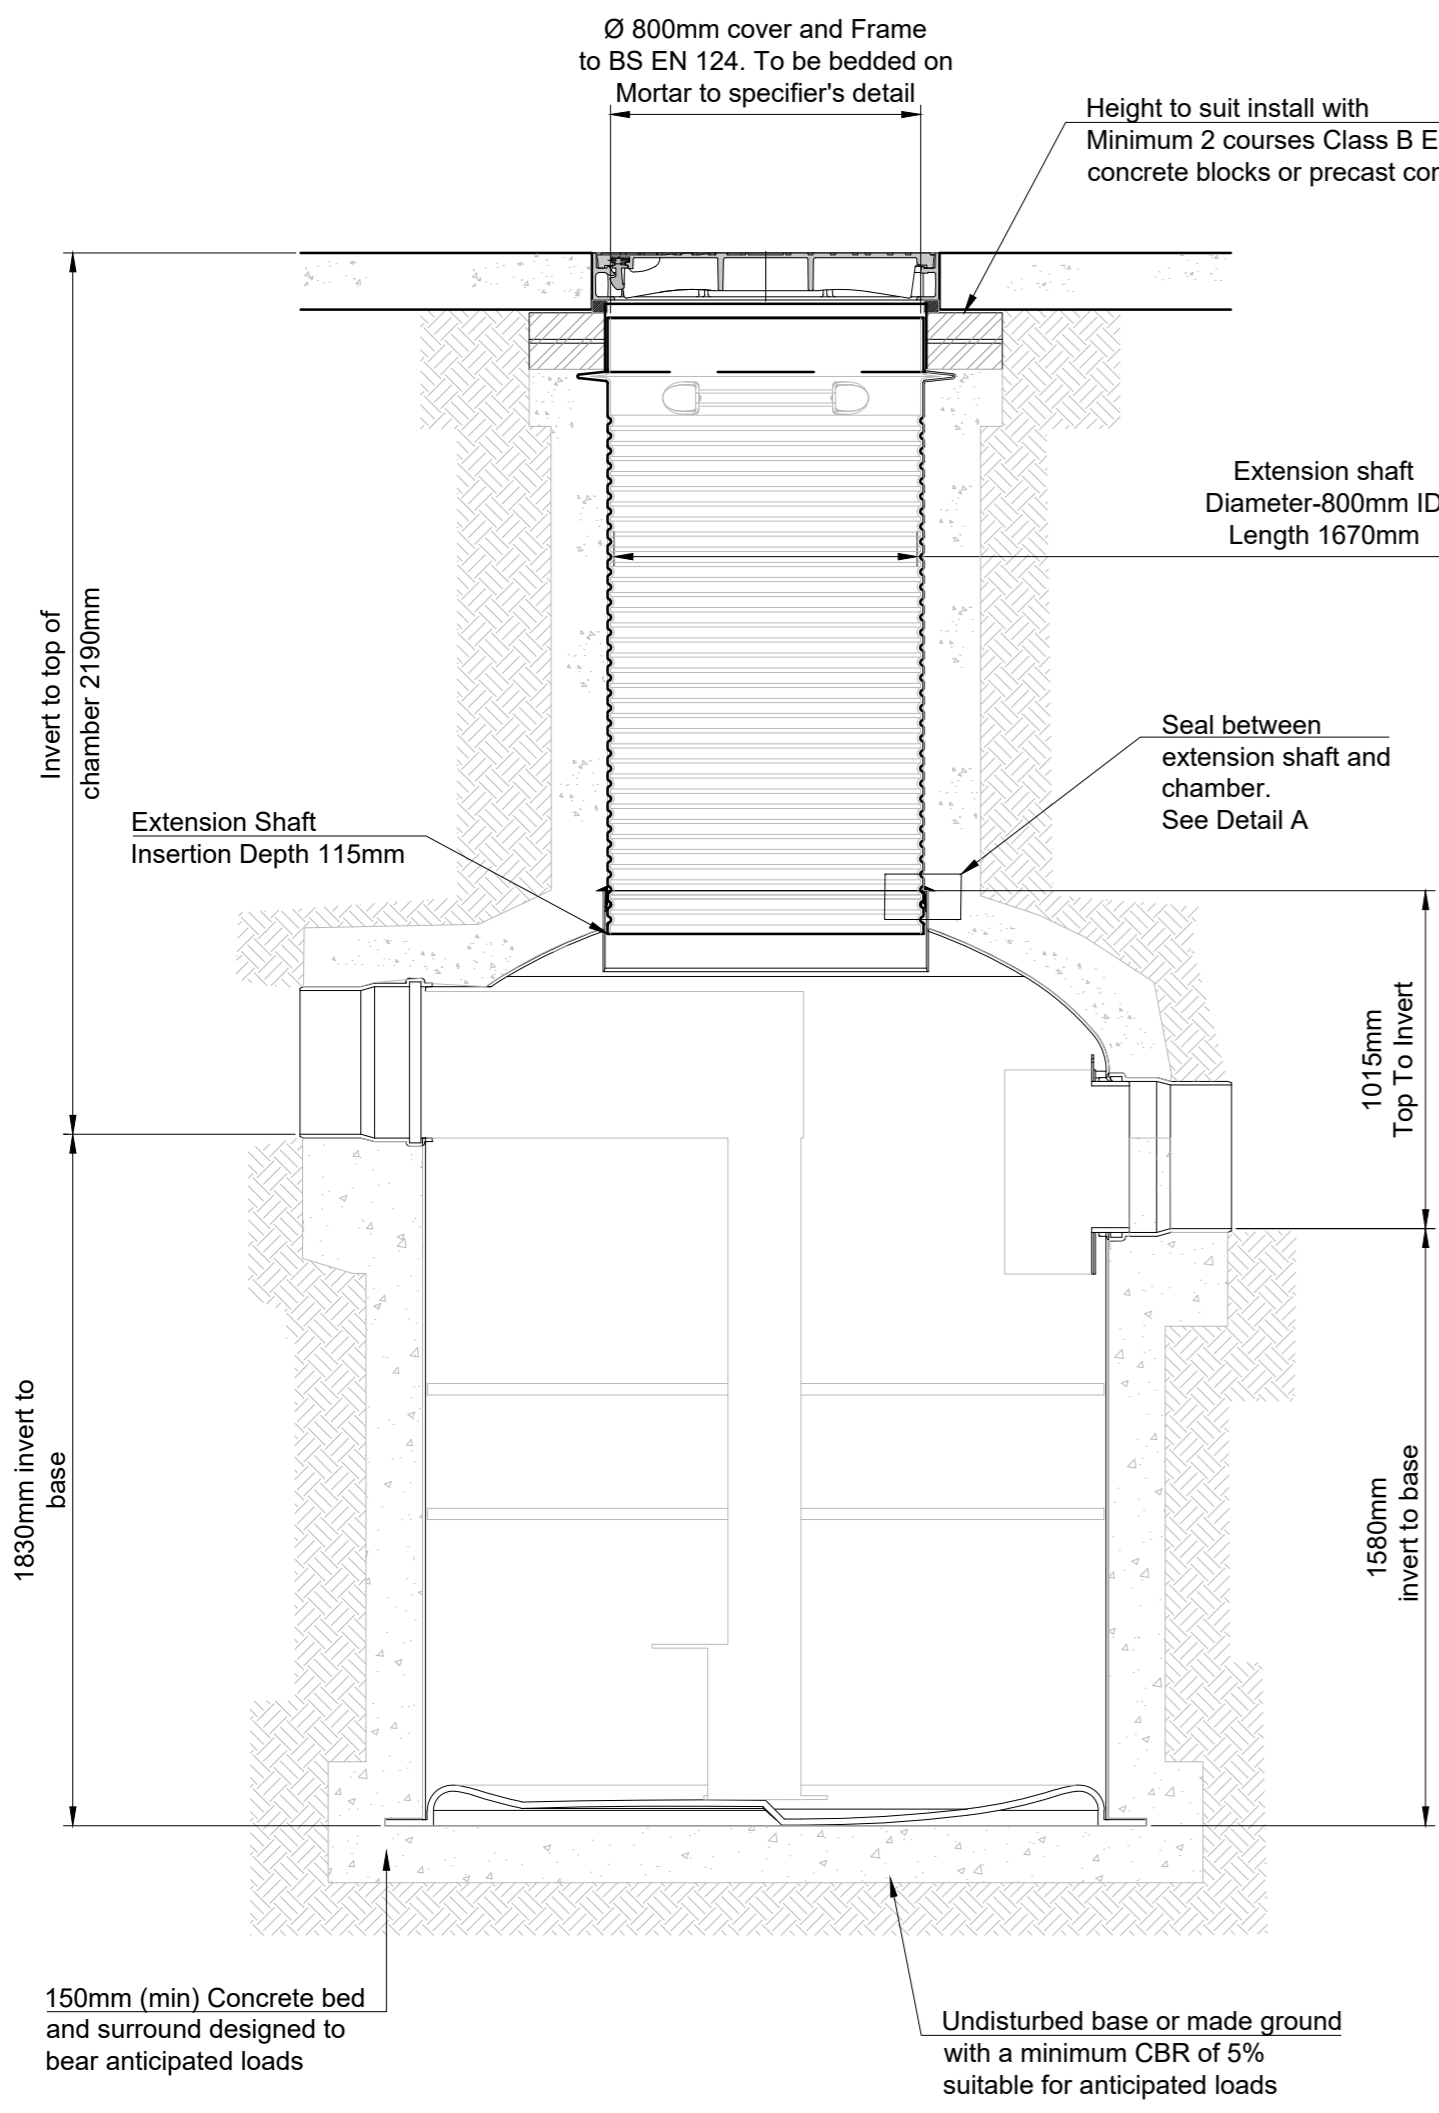 Ø 800mm cover and Frame
to BS EN 124. To be bedded on
Mortar to specifier's detail
Height to suit install with
Minimum 2 courses Class B E
concrete blocks or precast
Extension shaft
Diameter-800mm ID
Length 1670mm
Invert to top of
chamber 2190mm
Seal between
extension shaft and
chamber.
See Detail A
Extension Shaft
Insertion Depth 115mm
1015mm
Top To Invert
1830mm invert to
base
1580mm
invert to base
150mm (min) Concrete bed
and surround designed to
bear anticipated loads
Undisturbed base or made ground
with a minimum CBR of 5%
suitable for anticipated loads